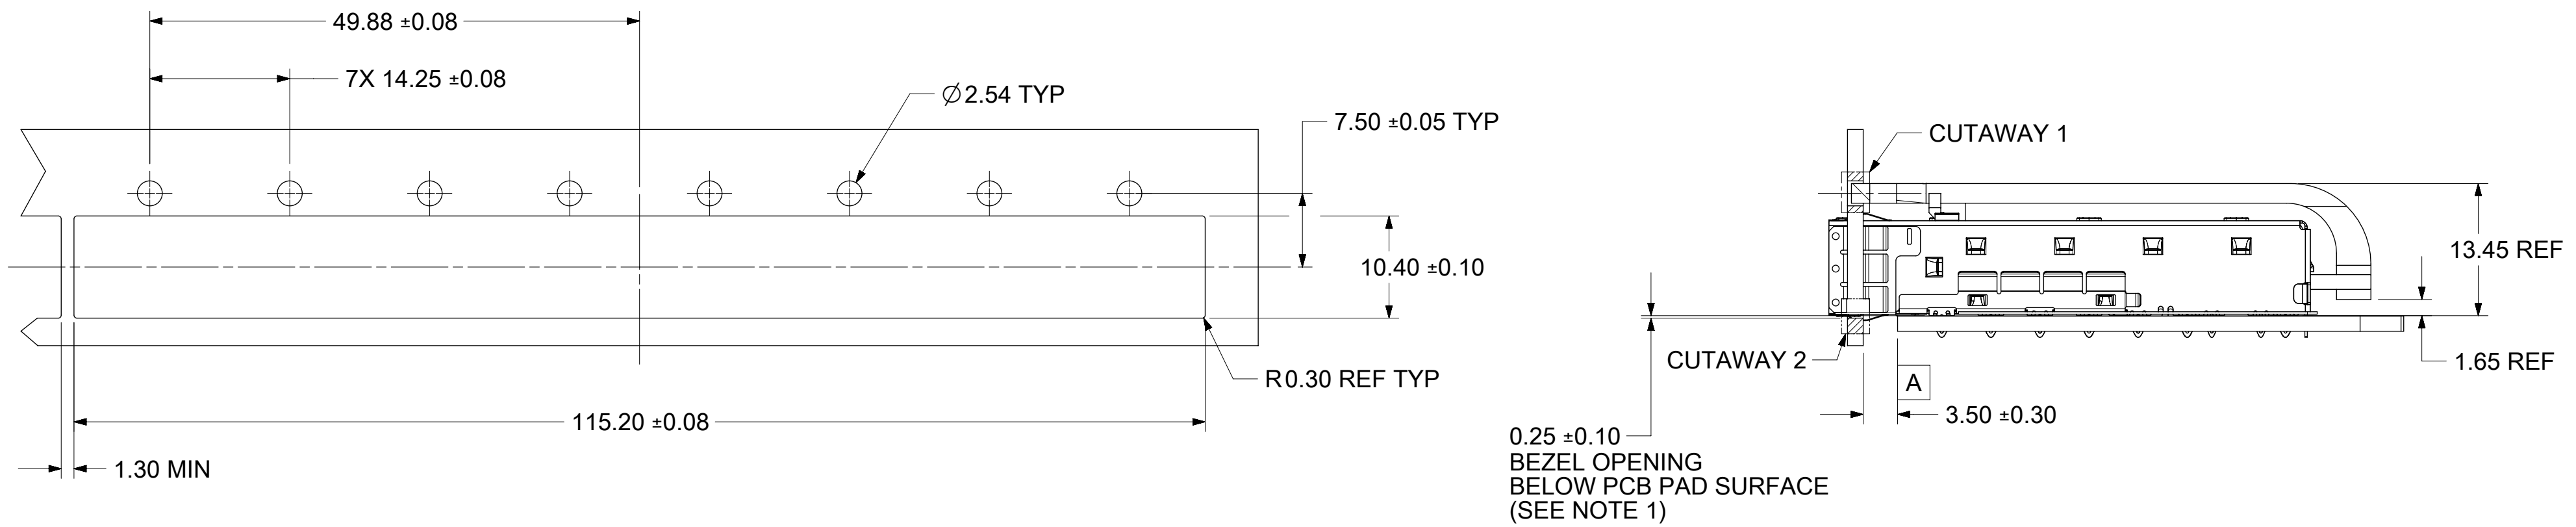 49.88 ±0.08
7X 14.25 ±0.08
∅2.54 TYP
7.50 ±0.05 TYP
10.40 ±0.10
R0.30 REF TYP
115.20 ±0.08
1.30 MIN
CUTAWAY 1
13.45 REF
CUTAWAY 2
1.65 REF
A
3.50 ±0.30
0.25 ±0.10
BEZEL OPENING
BELOW PCB PAD SURFACE
(SEE NOTE 1)